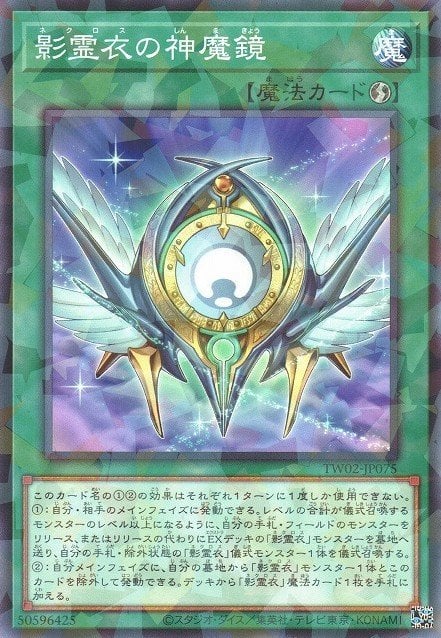 影霊衣の神魔鏡
ネクロス しん ま きょう
魔
【魔法カード】
まほう
TW02-JP075
このカード名の①②の効果はそれぞれ1ターンに1度しか使用できない。
①：自分・相手のメインフェイズに発動できる。レベルの合計が儀式召喚する
モンスターのレベル以上になるように、自分の手札・フィールドのモンスターを
リリース、またはリリースの代わりにEXデッキの「影霊衣」モンスターを墓地へ
送り、自分の手札・除外状態の「影霊衣」儀式モンスター1体を儀式召喚する。
②：自分メインフェイズに、自分の墓地から「影霊衣」モンスター1体とこの
カードを除外して発動できる。デッキから「影霊衣」魔法カード1枚を手札に
加える。
50596425
©スタジオ・ダイス／集英社・テレビ東京・KONAMI